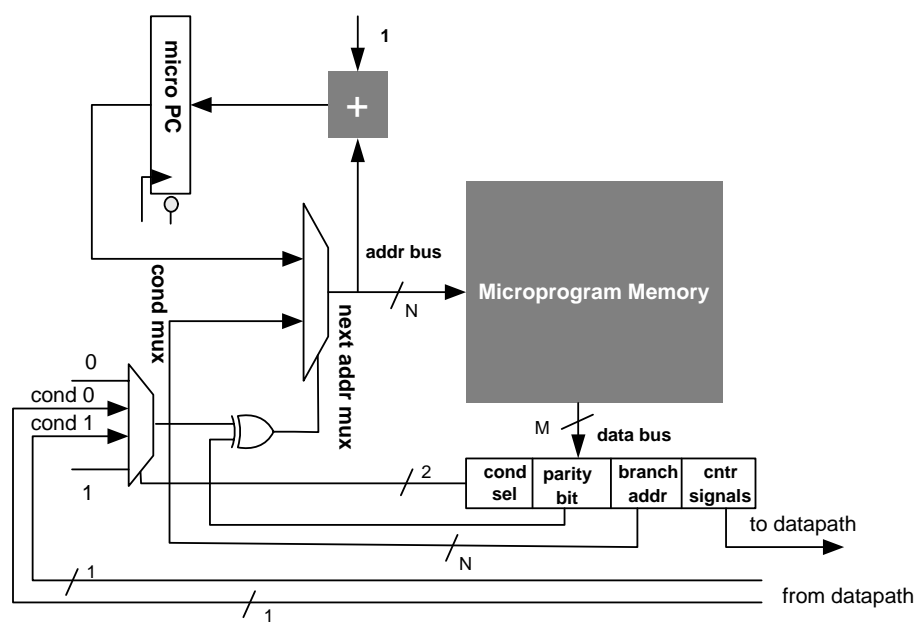 1
micro PC
+
addr bus
N
Microprogram Memory
cond mux
next addr mux
0
cond 0
cond 1
1
M
data bus
2
cond
sel
parity
bit
branch
addr
cntr
signals
to datapath
N
1
from datapath
1